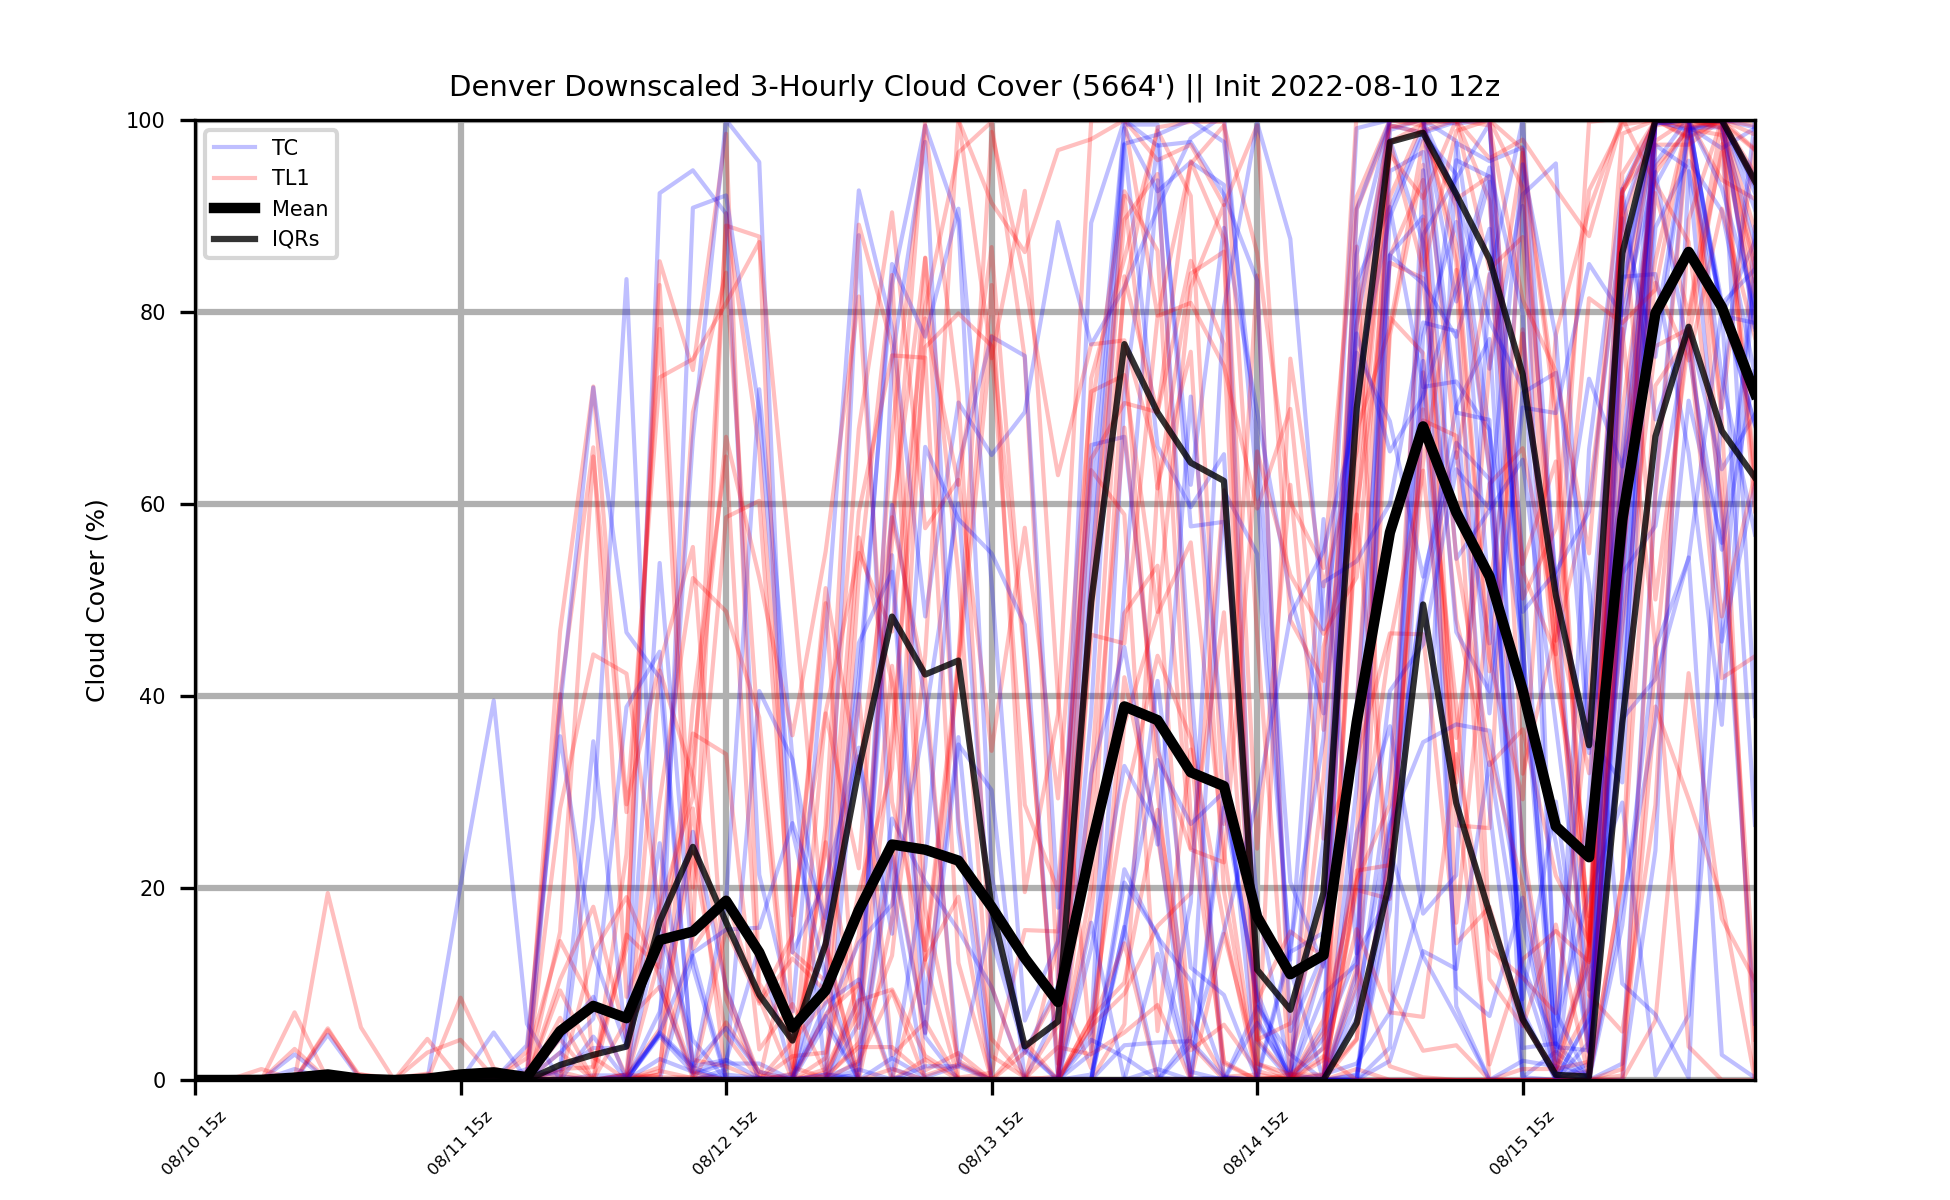 Denver Downscaled 3-Hourly Cloud Cover (5664') || Init 2022-08-10 12z
100
80
60
40
20
0
Cloud Cover (%)
TC
TL1
Mean
IQRs
08/10 15z
08/11 15z
08/12 15z
08/13 15z
08/14 15z
08/15 15z